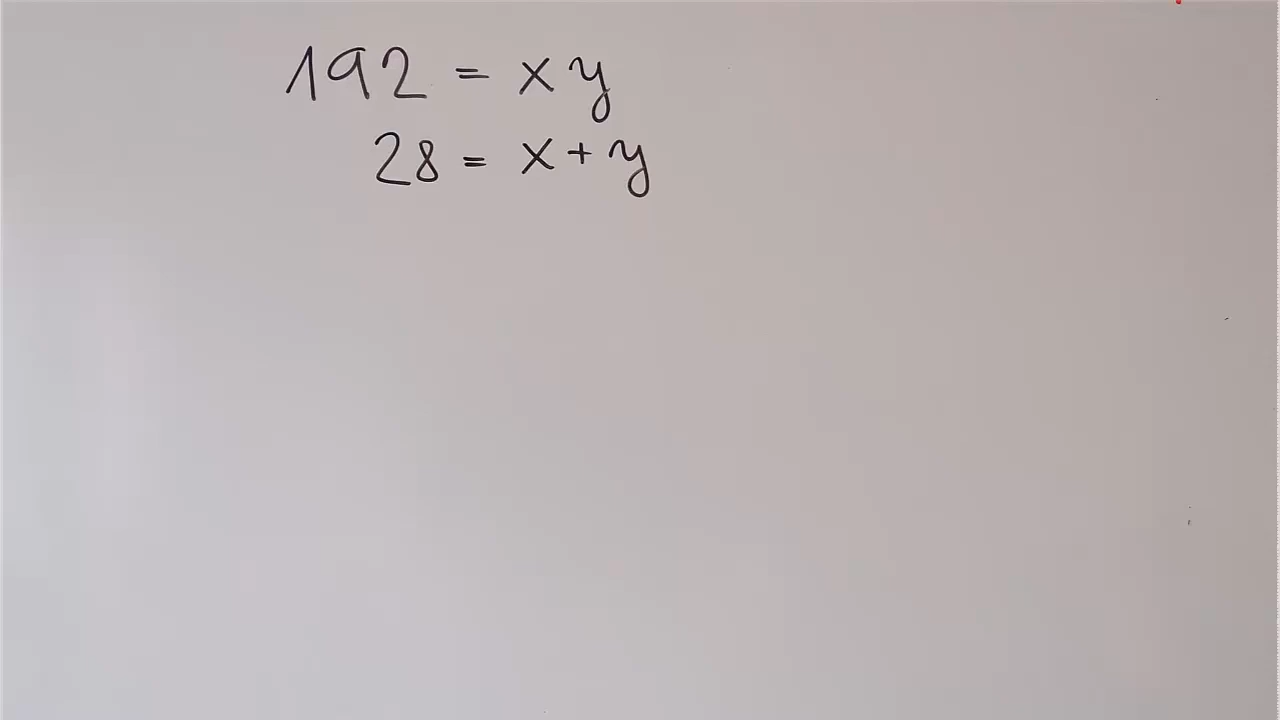 192 = xy
28 = x + y